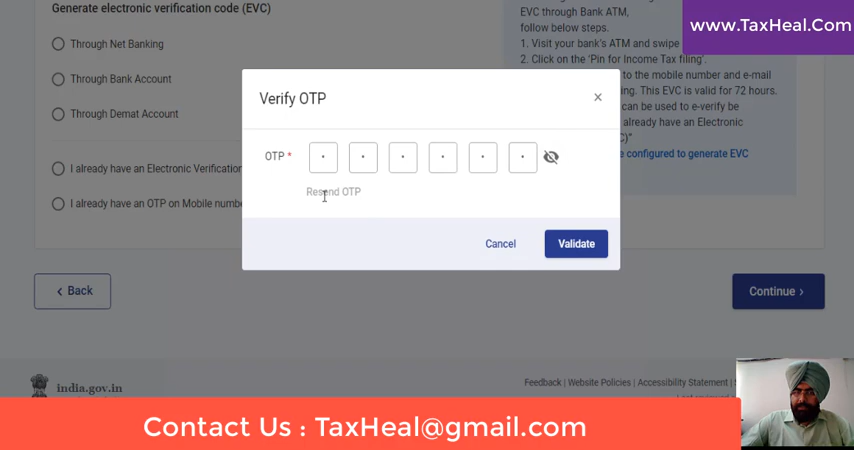 Generate electronic verification code (EVC)
Through Net Banking
Through Bank Account
Through Demat Account
I already have an Electronic Verification
I already have an OTP on Mobile numbe
EVC through Bank ATM,
follow below steps.
1. Visit your bank's ATM and swipe
2. Click on the 'Pin for Income Tax filing'.
to the mobile number and e-mail
ing. This EVC is valid for 72 hours.
can be used to e-verify be
already have an Electronic
C)"
e configured to generate EVC
www.TaxHeal.Com
Verify OTP
×
OTP *
Resend OTP
Cancel
Validate
‹ Back
Continue ›
india.gov.in
Feedback | Website Policies | Accessibility Statement |
Contact Us : TaxHeal@gmail.com